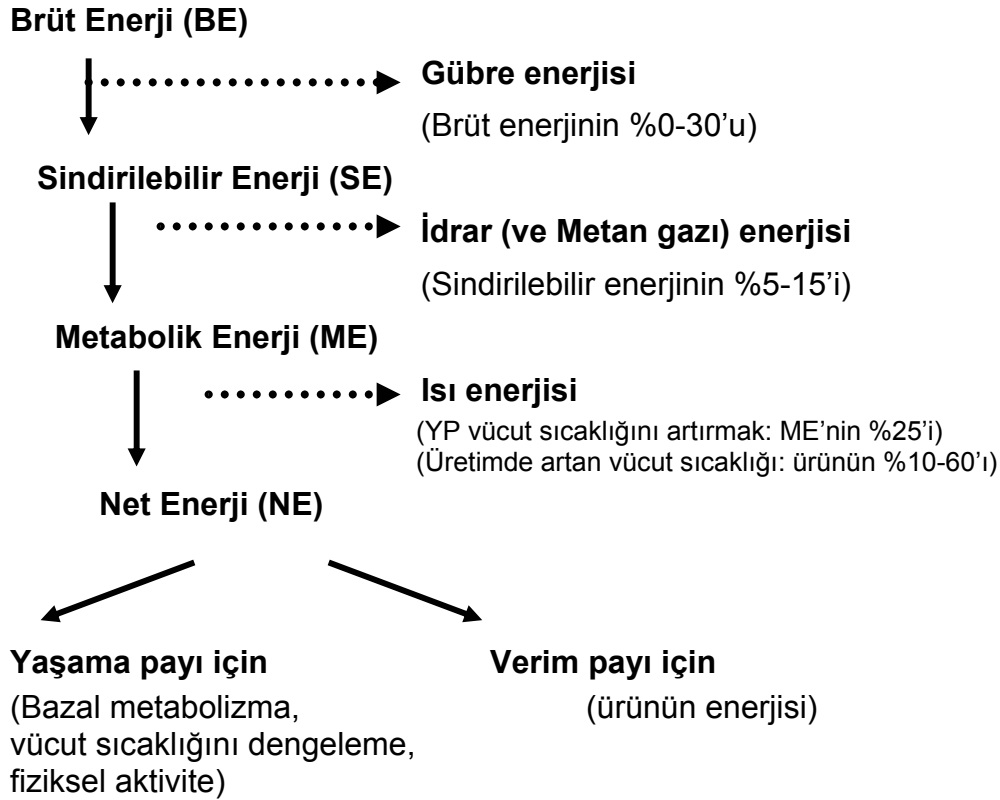 Brüt Enerji (BE)
Gübre enerjisi
(Brüt enerjinin %0-30’u)
Sindirilebilir Enerji (SE)
İdrar (ve Metan gazı) enerjisi
(Sindirilebilir enerjinin %5-15’i)
Metabolik Enerji (ME)
Isı enerjisi
(YP vücut sıcaklığını artırmak: ME’nin %25’i)
(Üretimde artan vücut sıcaklığı: ürünün %10-60’ı)
Net Enerji (NE)
Yaşama payı için
(Bazal metabolizma,
vücut sıcaklığını dengeleme,
fiziksel aktivite)
Verim payı için
(ürünün enerjisi)